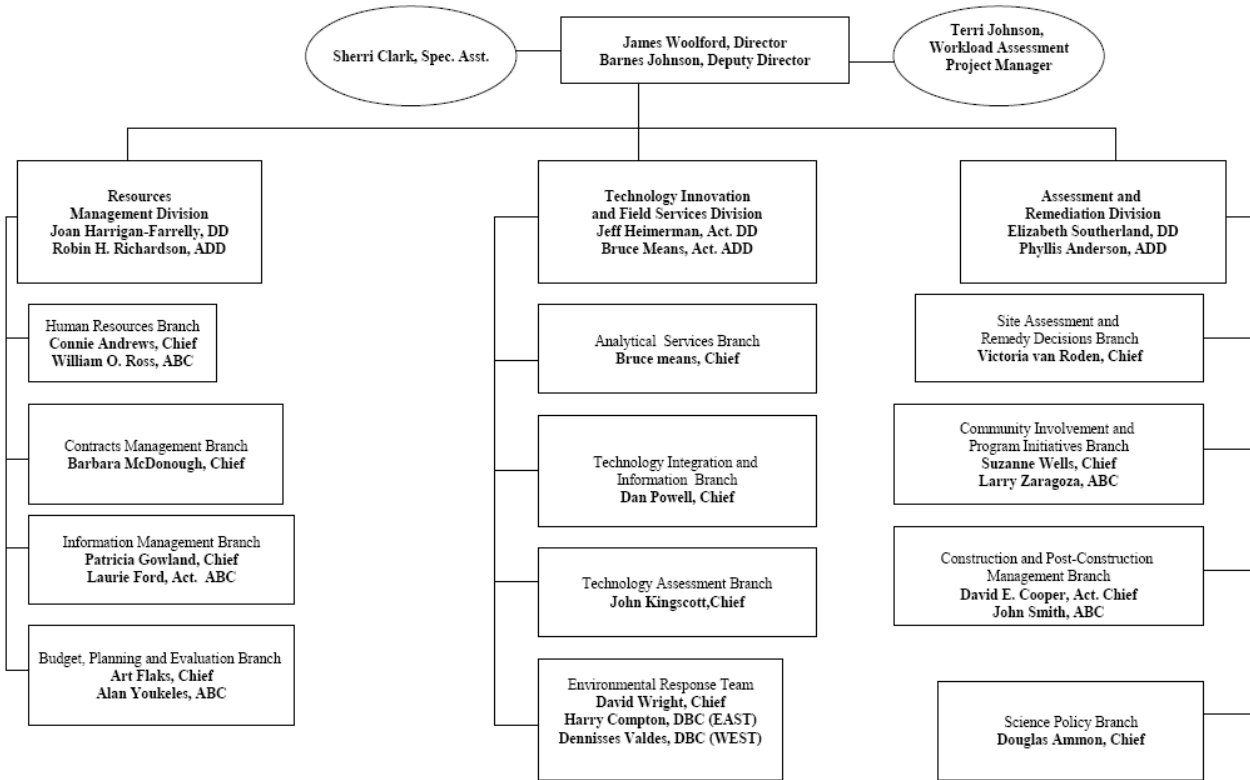 Sherri Clark, Spec. Asst.
James Woolford, Director
Barnes Johnson, Deputy Director
Terri Johnson,
Workload Assessment
Project Manager
Resources
Management Division
Joan Harrigan-Farrelly, DD
Robin H. Richardson, ADD
Human Resources Branch
Connie Andrews, Chief
William O. Ross, ABC
Contracts Management Branch
Barbara McDonough, Chief
Information Management Branch
Patricia Gowland, Chief
Laurie Ford, Act. ABC
Budget, Planning and Evaluation Branch
Art Flaks, Chief
Alan Youkeles, ABC
Technology Innovation
and Field Services Division
Jeff Heimerman, Act. DD
Bruce Means, Act. ADD
Analytical Services Branch
Bruce means, Chief
Technology Integration and
Information Branch
Dan Powell, Chief
Technology Assessment Branch
John Kingscott,Chief
Environmental Response Team
David Wright, Chief
Harry Compton, DBC (EAST)
Dennisses Valdes, DBC (WEST)
Assessment and
Remediation Division
Elizabeth Southerland, DD
Phyllis Anderson, ADD
Site Assessment and
Remedy Decisions Branch
Victoria van Roden, Chief
Community Involvement and
Program Initiatives Branch
Suzanne Wells, Chief
Larry Zaragoza, ABC
Construction and Post-Construction
Management Branch
David E. Cooper, Act. Chief
John Smith, ABC
Science Policy Branch
Douglas Ammon, Chief